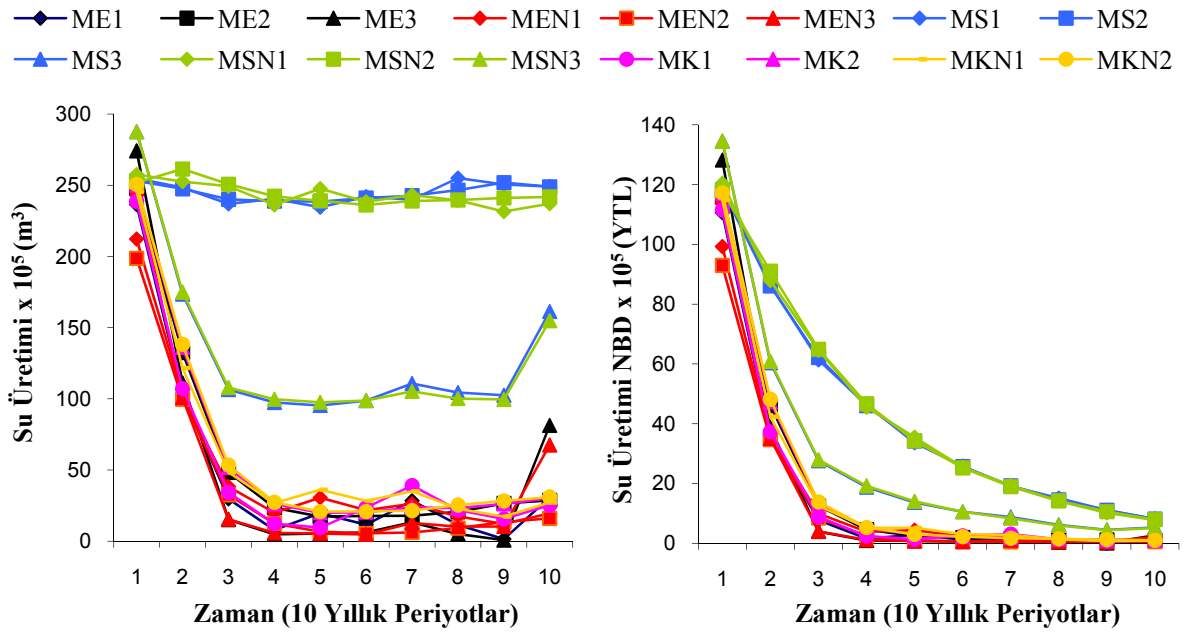 ME1 ME2 ME3 MEN1 MEN2 MEN3 MS1 MS2
MS3 MSN1 MSN2 MSN3 MK1 MK2 MKN1 MKN2
Su Üretimi x 10⁵ (m³)
300
250
200
150
100
50
0
1 2 3 4 5 6 7 8 9 10
Zaman (10 Yıllık Periyotlar)
Su Üretimi NBD x 10⁵ (YTL)
140
120
100
80
60
40
20
0
1 2 3 4 5 6 7 8 9 10
Zaman (10 Yıllık Periyotlar)